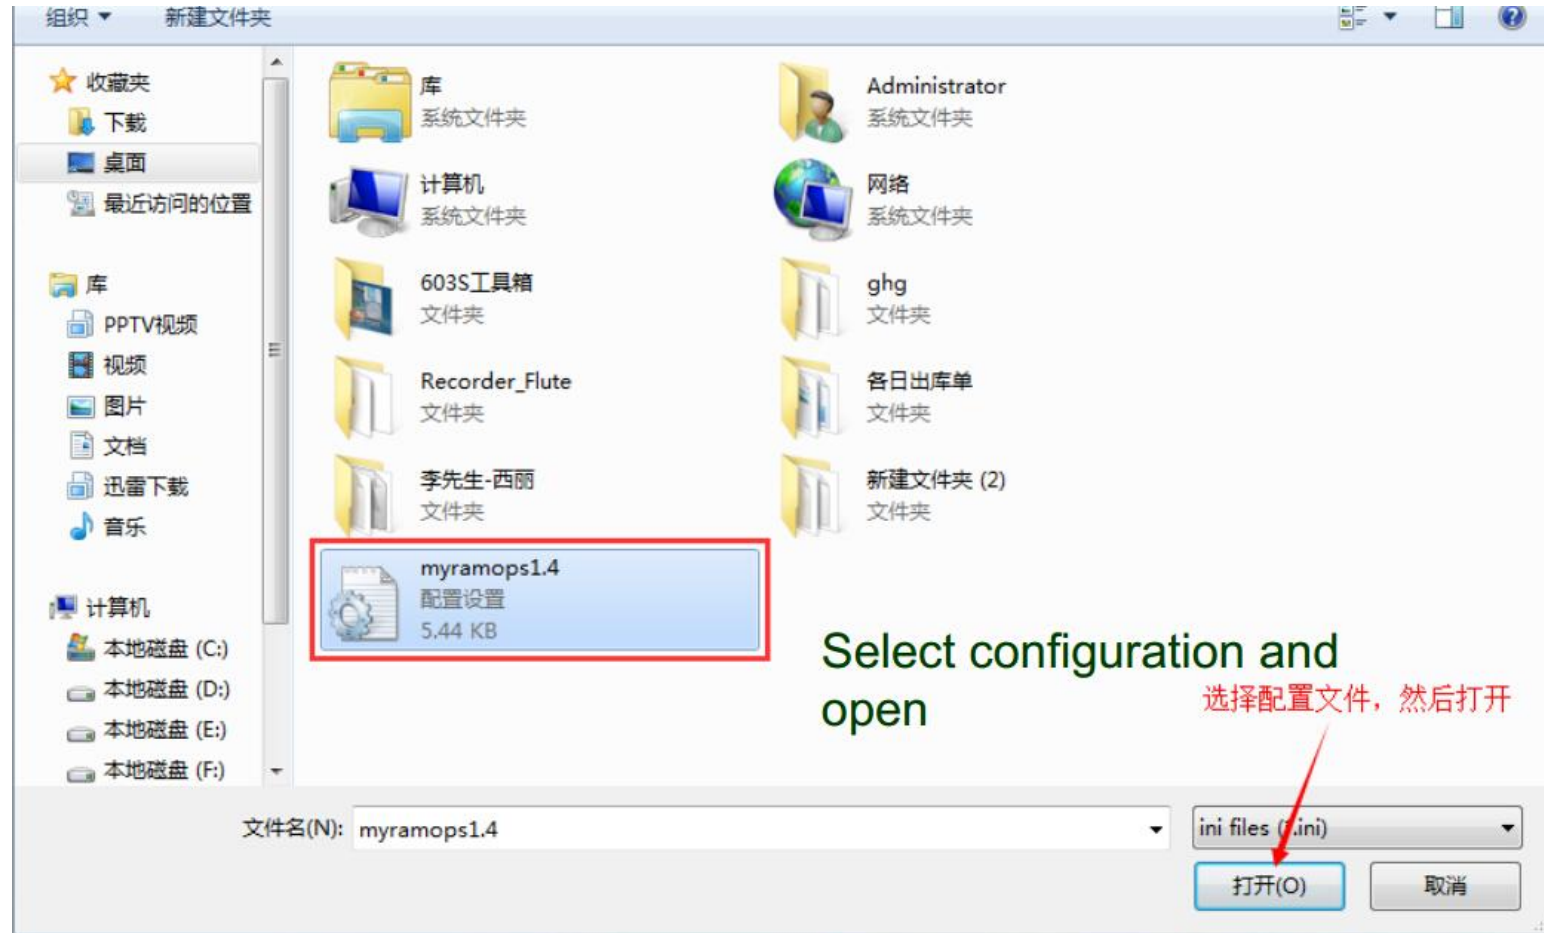 组织 新建文件夹
收藏夹
下载
桌面
最近访问的位置
库
PPTV视频
视频
图片
文档
迅雷下载
音乐
计算机
本地磁盘 (C:)
本地磁盘 (D:)
本地磁盘 (E:)
本地磁盘 (F:)
库
系统文件夹
Administrator
系统文件夹
计算机
系统文件夹
网络
系统文件夹
603S工具箱
文件夹
ghg
文件夹
Recorder_Flute
文件夹
各日出库单
文件夹
李先生-西丽
文件夹
新建文件夹 (2)
文件夹
myramops1.4
配置设置
5.44 KB
Select configuration and
open
选择配置文件，然后打开
文件名(N): myramops1.4
ini files (*.ini)
打开(O) 取消